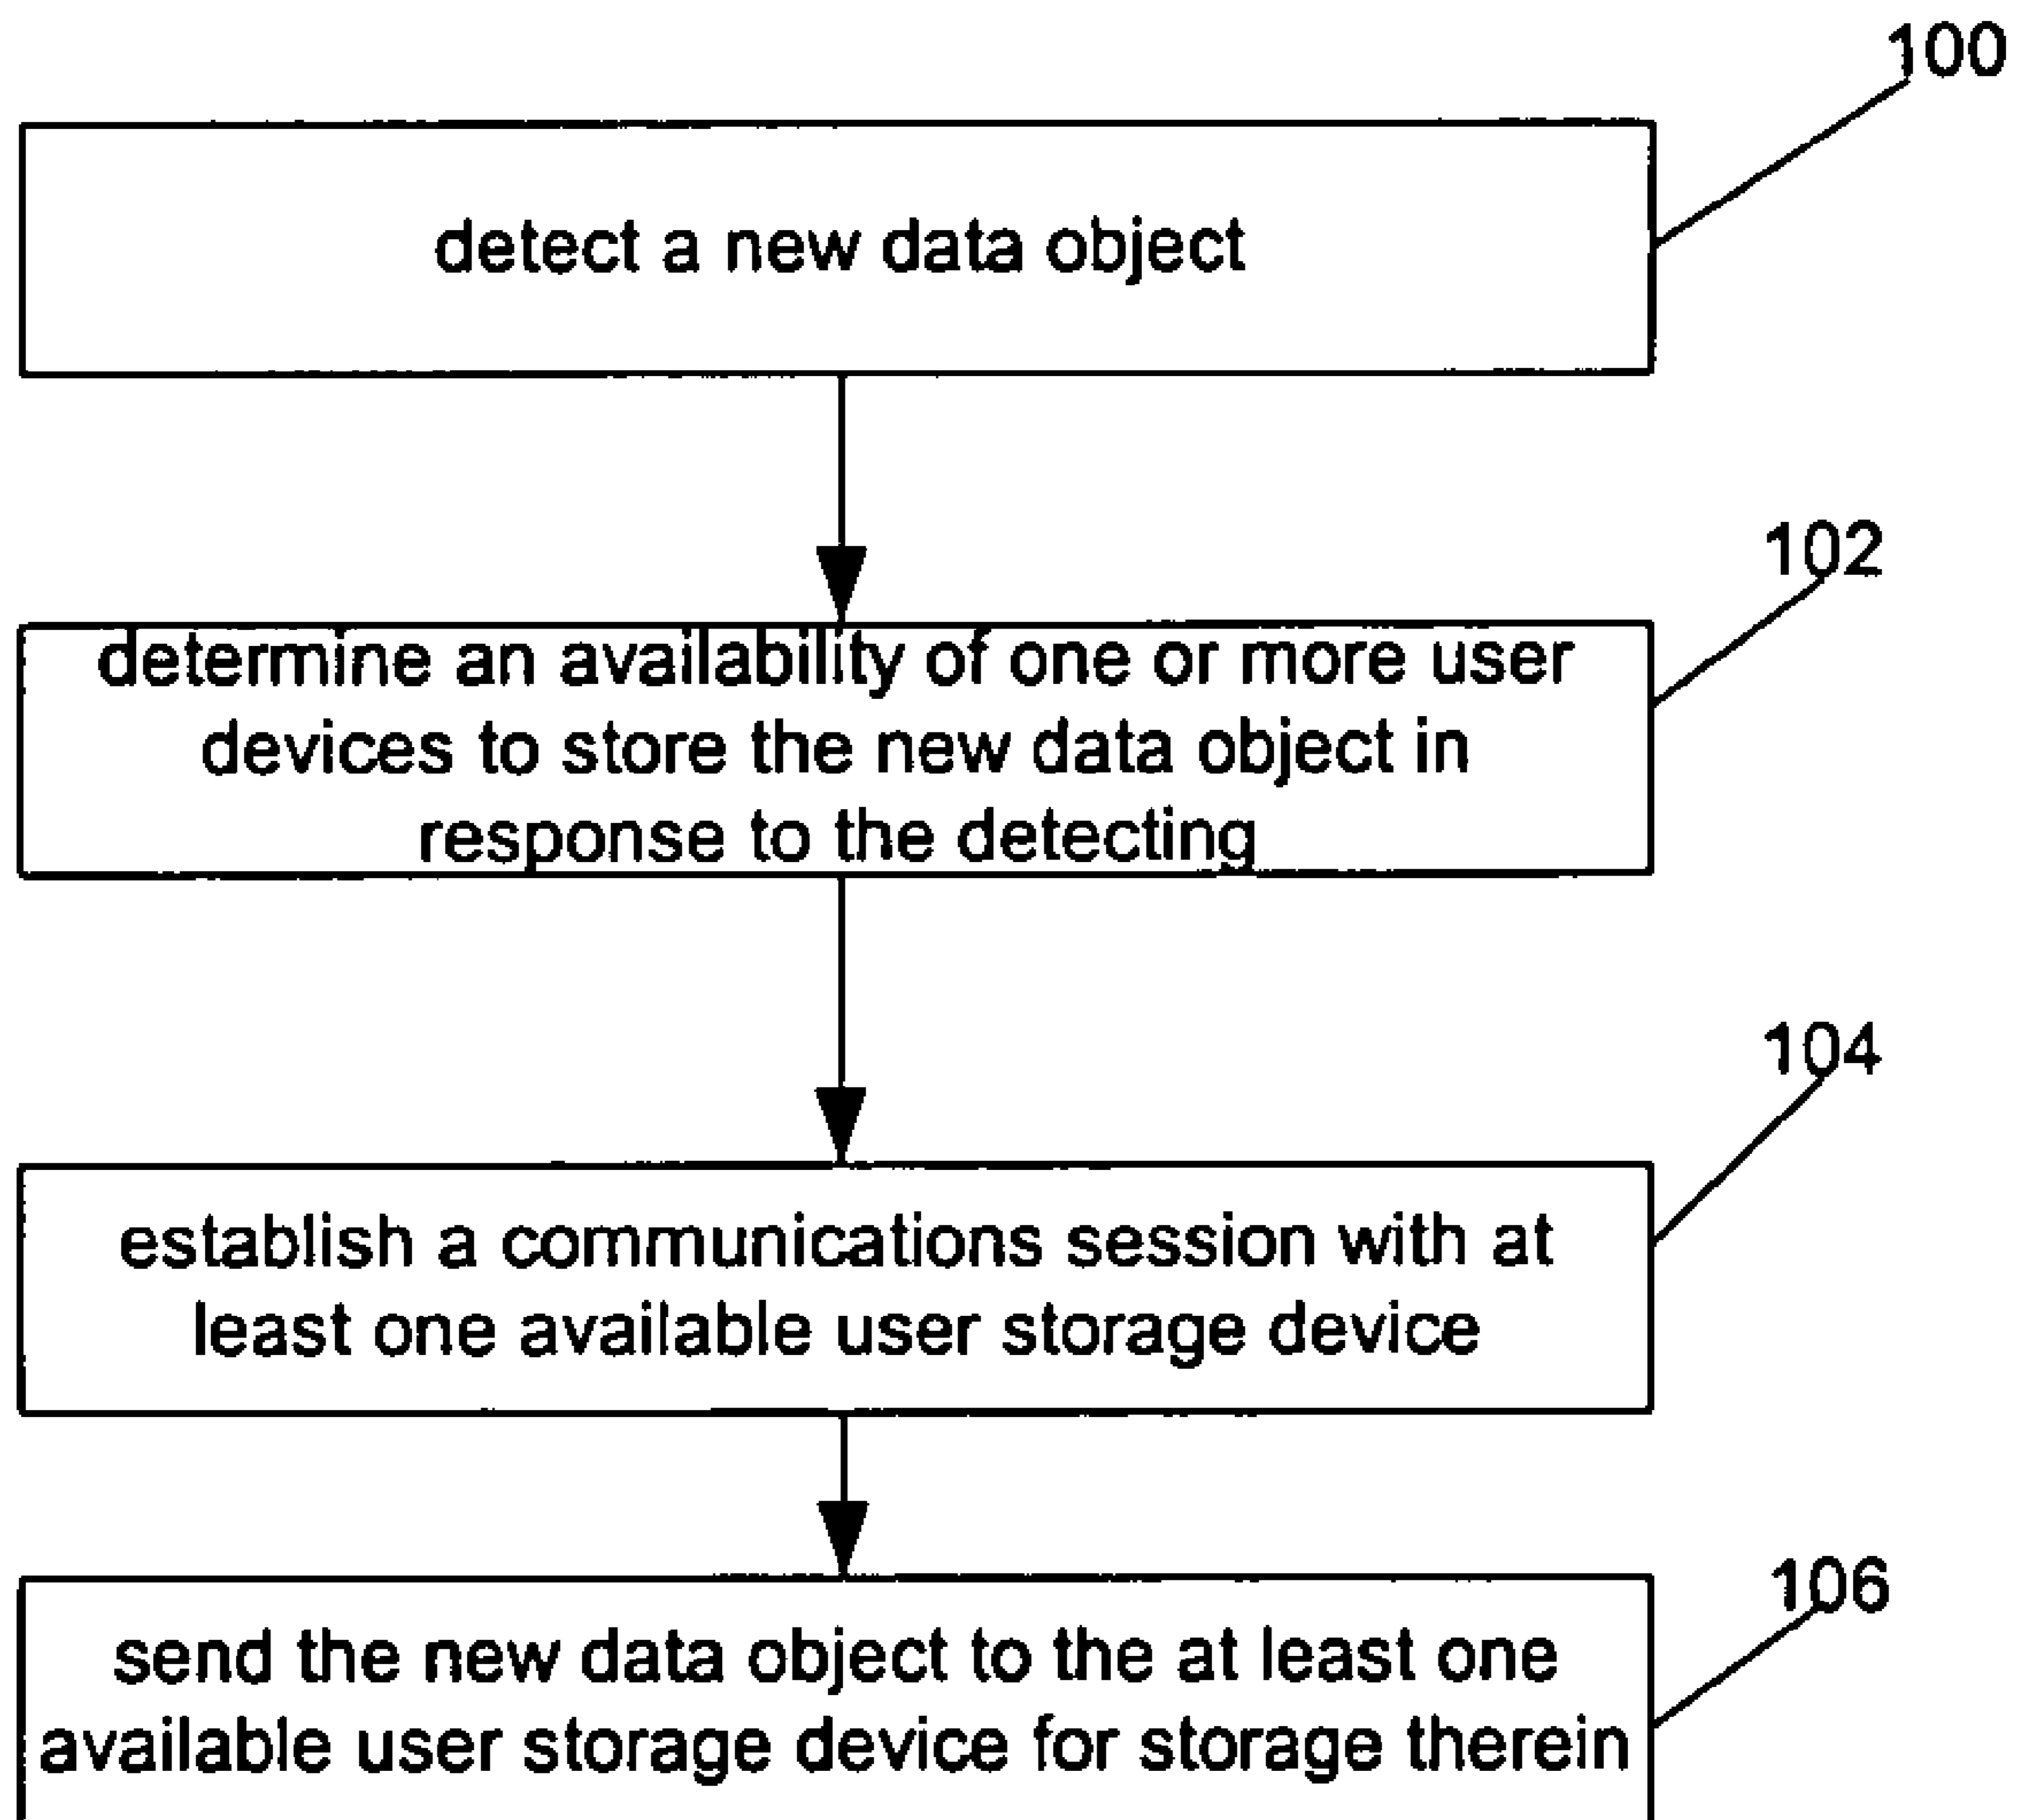 100
detect a new data object
102
determine an availability of one or more user
devices to store the new data object in
response to the detecting
104
establish a communications session with at
least one available user storage device
106
send the new data object to the at least one
available user storage device for storage therein